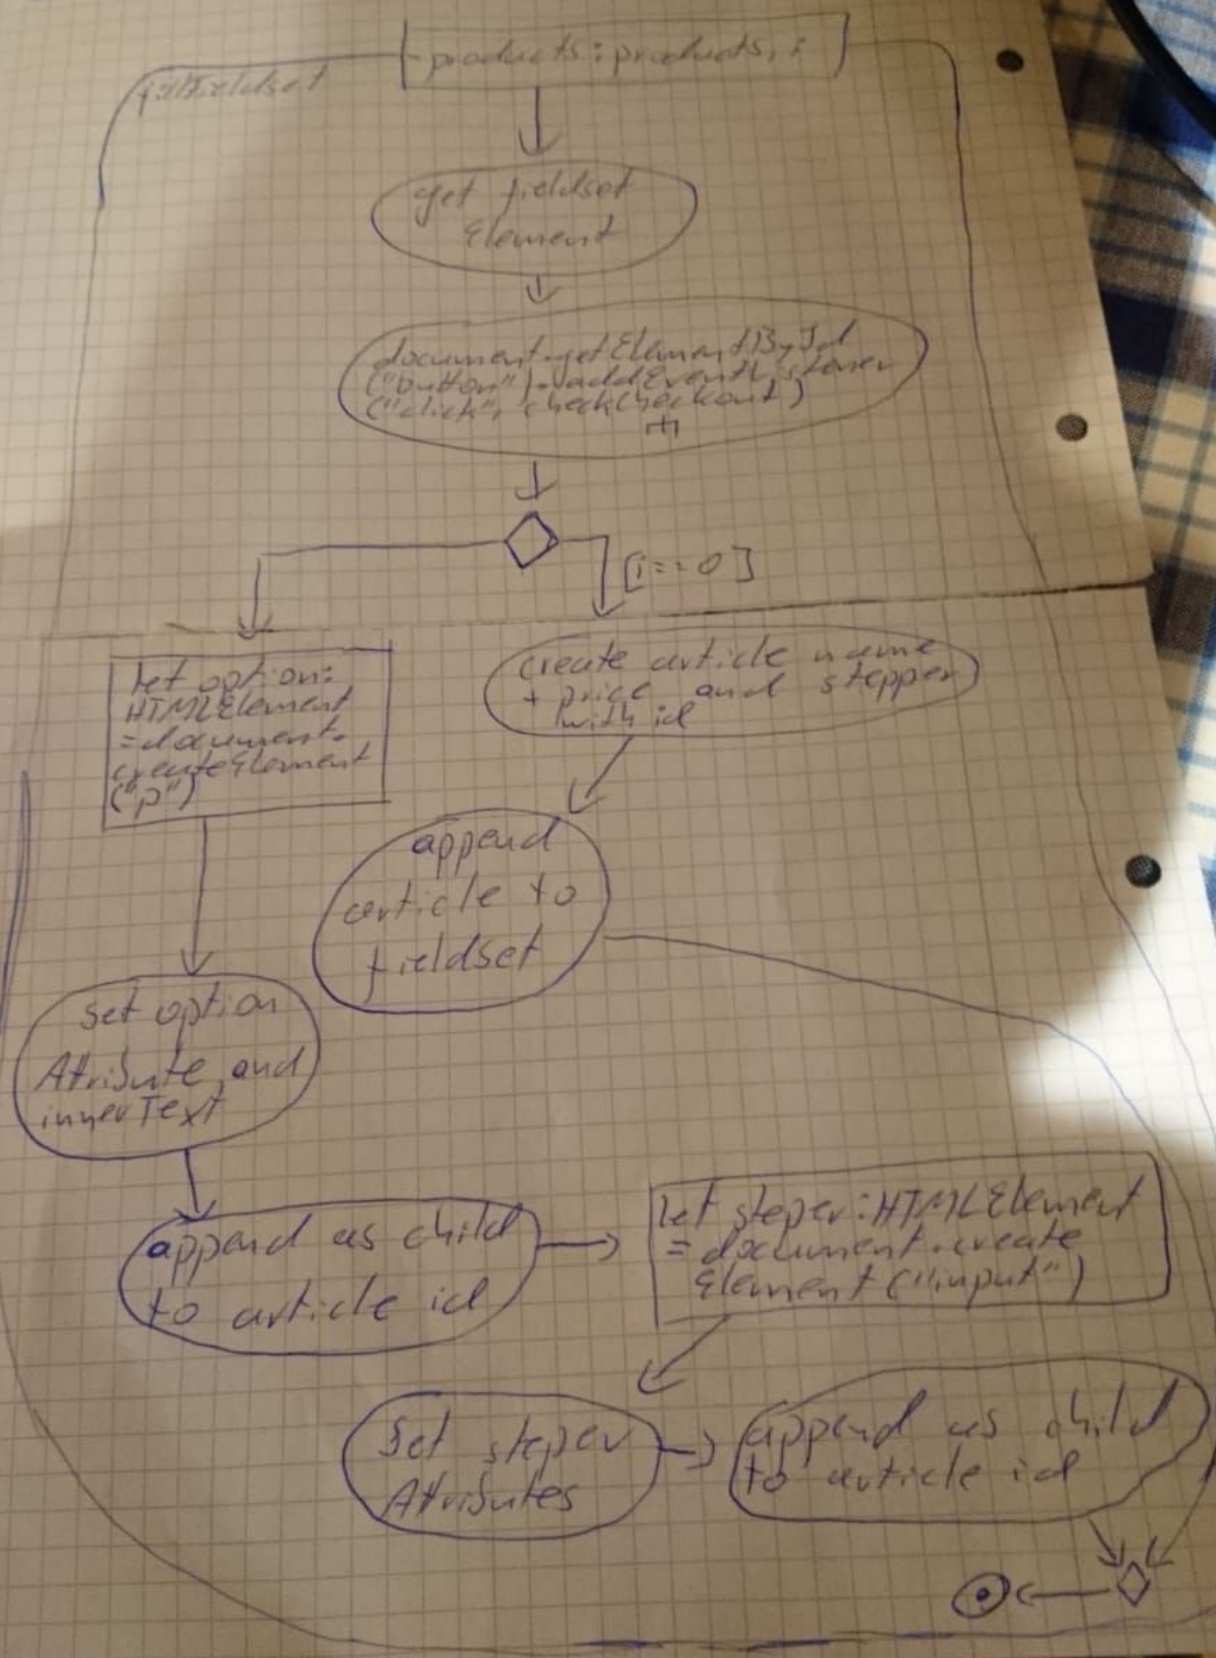 products: products, i
fillFieldset
get fieldset
Element
document.getElementById
("button").addEventListener
("click", checkCheckout)
[i==0]
let option:
HTMLElement
=document.
createElement
("p")
create article name
+ price and stepper
with id
append
article to
fieldset
set option
Atribute and
innerText
append as child
to article id
let steper:HTMLElement
=document.create
Element("input")
Set steper
Atributes
append as child
to article id